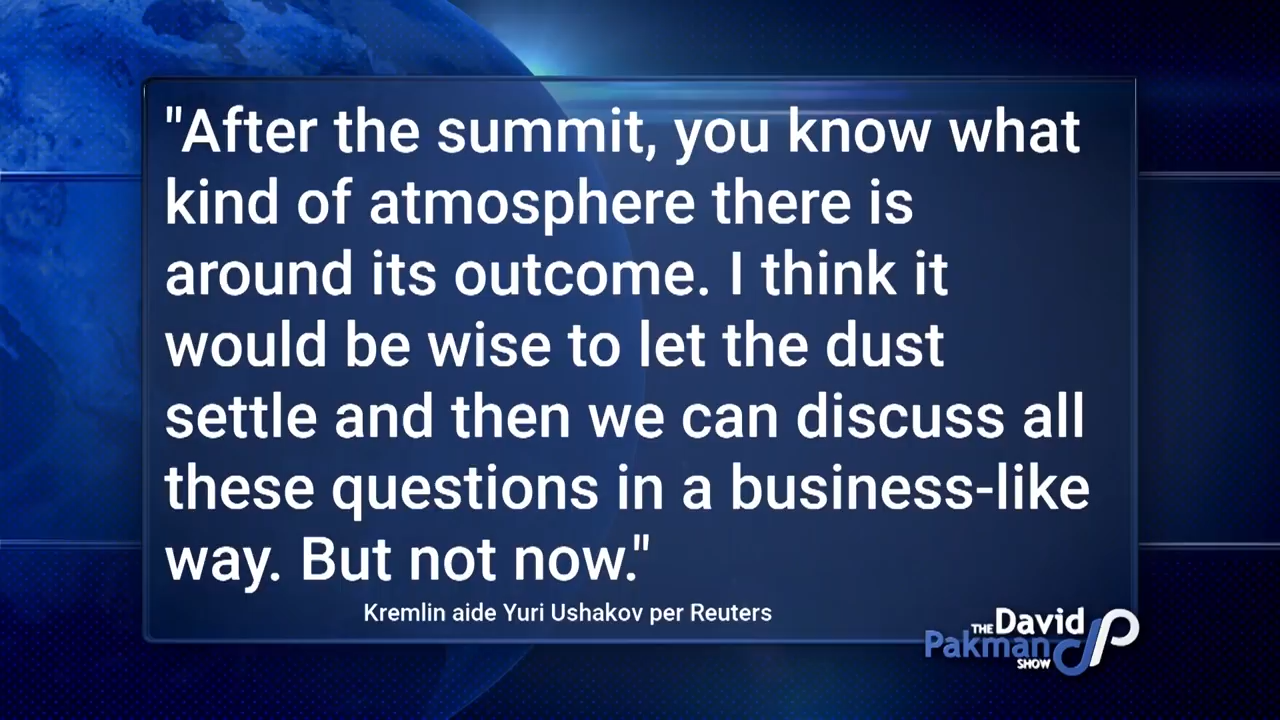 "After the summit, you know what
kind of atmosphere there is
around its outcome. I think it
would be wise to let the dust
settle and then we can discuss all
these questions in a business-like
way. But not now."
Kremlin aide Yuri Ushakov per Reuters
THE David
Pakman
SHOW